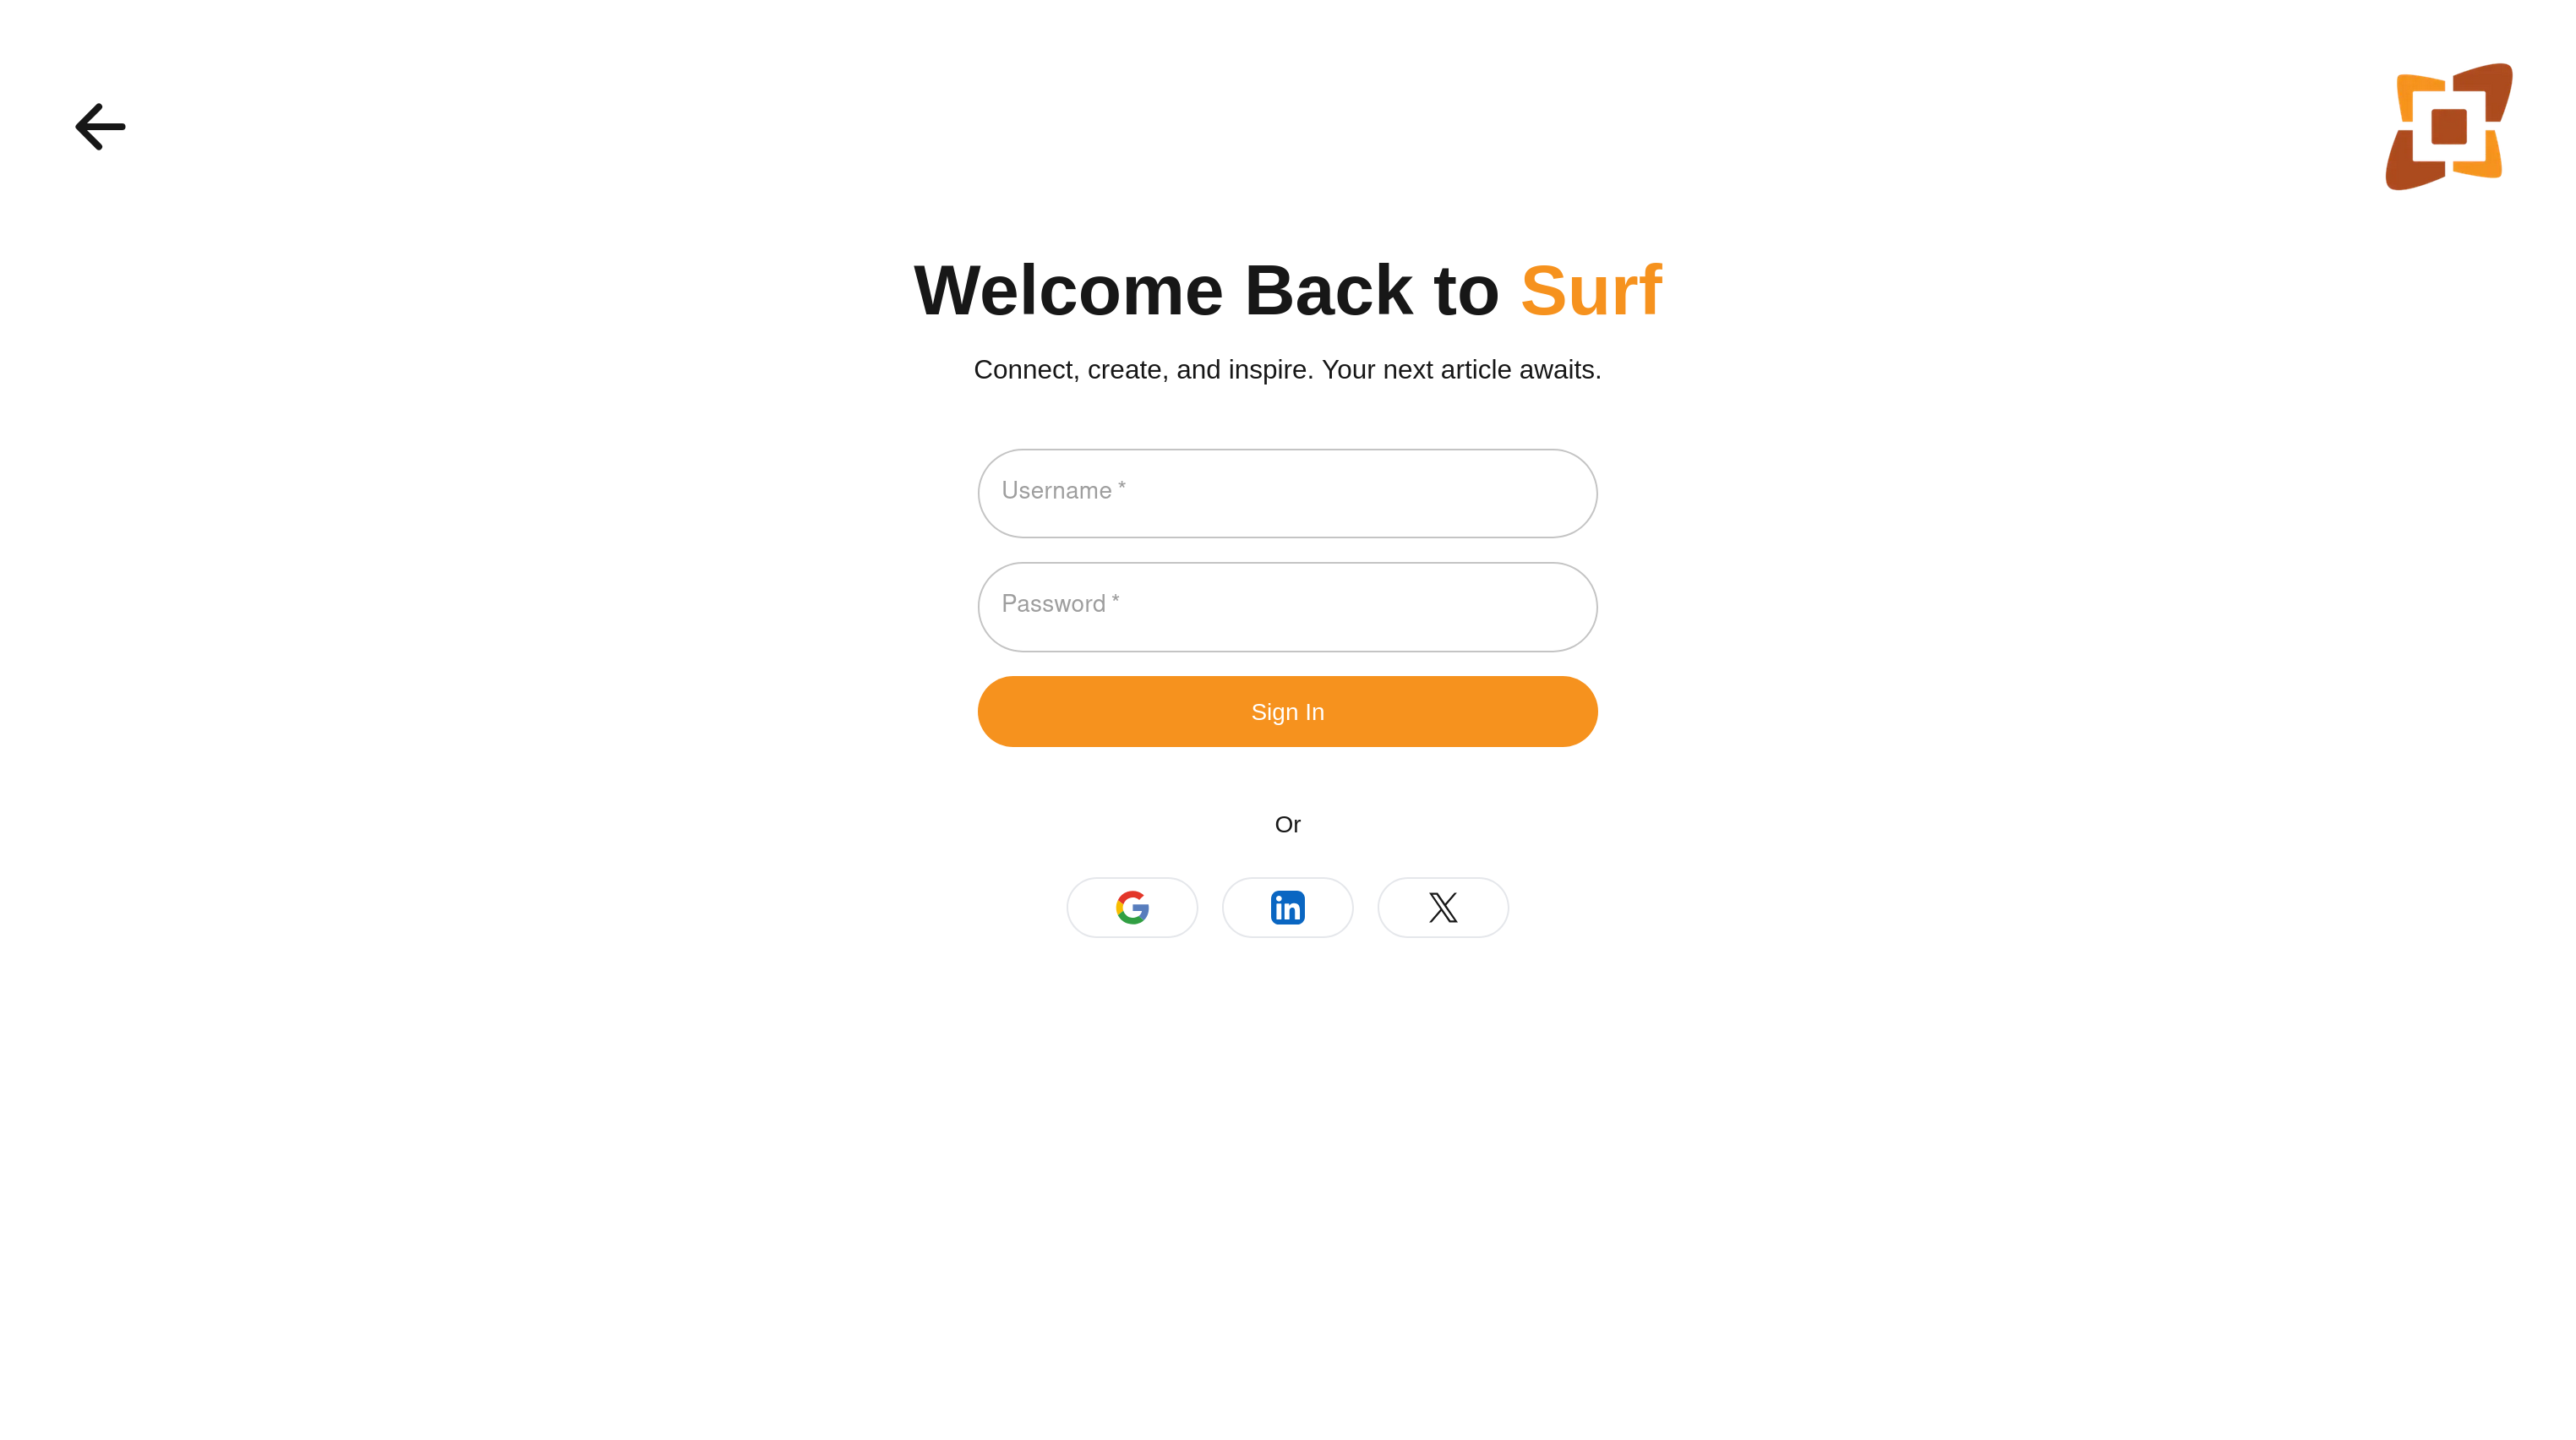 Welcome Back to Surf
Connect, create, and inspire. Your next article awaits.
Username *
Password *
Sign In
Or